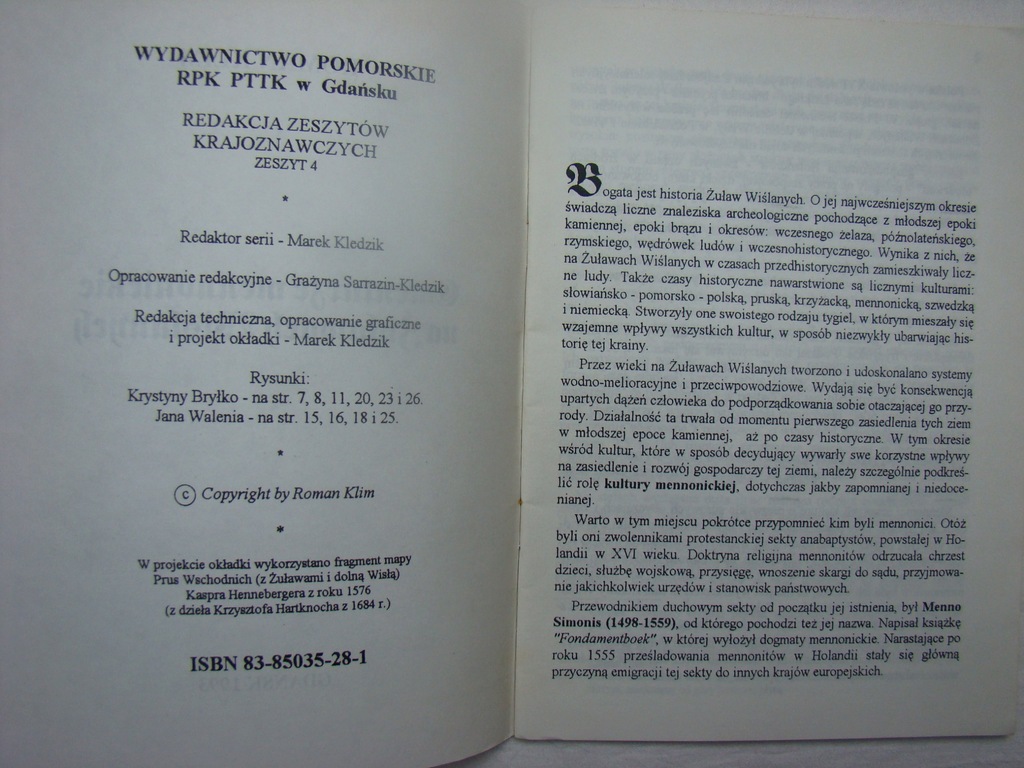 WYDAWNICTWO POMORSKIE
RPK PTTK w Gdańsku
REDAKCJA ZESZYTÓW
KRAJOZNAWCZYCH
ZESZYT 4
*
Redaktor serii - Marek Kledzik
Opracowanie redakcyjne - Grażyna Sarrazin-Kledzik
Redakcja techniczna, opracowanie graficzne
i projekt okładki - Marek Kledzik
Rysunki:
Krystyny Bryłko - na str. 7, 8, 11, 20, 23 i 26.
Jana Walenia - na str. 15, 16, 18 i 25.
*
© Copyright by Roman Klim
*
W projekcie okładki wykorzystano fragment mapy
Prus Wschodnich (z Żuławami i dolną Wisłą)
Kaspra Hennebergera z roku 1576
(z dzieła Krzysztofa Hartknocha z 1684 r.)
ISBN 83-85035-28-1
Bogata jest historia Żuław Wiślanych. O jej najwcześniejszym okresie
świadczą liczne znaleziska archeologiczne pochodzące z młodszej epoki
kamiennej, epoki brązu i okresów: wczesnego żelaza, późnolateńskiego,
rzymskiego, wędrówek ludów i wczesnohistorycznego. Wynika z nich, że
na Żuławach Wiślanych w czasach przedhistorycznych zamieszkiwały licz-
ne ludy. Także czasy historyczne nawarstwione są licznymi kulturami:
słowiańsko - pomorsko - polską, pruską, krzyżacką, mennonicką, szwedzką
i niemiecką. Stworzyły one swoistego rodzaju tygiel, w którym mieszały się
wzajemne wpływy wszystkich kultur, w sposób niezwykły ubarwiając his-
torię tej krainy.
Przez wieki na Żuławach Wiślanych tworzono i udoskonalano systemy
wodno-melioracyjne i przeciwpowodziowe. Wydają się być konsekwencją
upartych dążeń człowieka do podporządkowania sobie otaczającej go przy-
rody. Działalność ta trwała od momentu pierwszego zasiedlenia tych ziem
w młodszej epoce kamiennej, aż po czasy historyczne. W tym okresie
wśród kultur, które w sposób decydujący wywarły swe korzystne wpływy
na zasiedlenie i rozwój gospodarczy tej ziemi, należy szczególnie podkreś-
lić rolę kultury mennonickiej, dotychczas jakby zapomnianej i niedoce-
nianej.
Warto w tym miejscu pokrótce przypomnieć kim byli mennonici. Otóż
byli oni zwolennikami protestanckiej sekty anabaptystów, powstałej w Ho-
landii w XVI wieku. Doktryna religijna mennonitów odrzucała chrzest
dzieci, służbę wojskową, przysięgę, wnoszenie skargi do sądu, przyjmowa-
nie jakichkolwiek urzędów i stanowisk państwowych.
Przewodnikiem duchowym sekty od początku jej istnienia, był Menno
Simonis (1498-1559), od którego pochodzi też jej nazwa. Napisał książkę
"Fondamentboek", w której wyłożył dogmaty mennonickie. Narastające po
roku 1555 prześladowania mennonitów w Holandii stały się główną
przyczyną emigracji tej sekty do innych krajów europejskich.